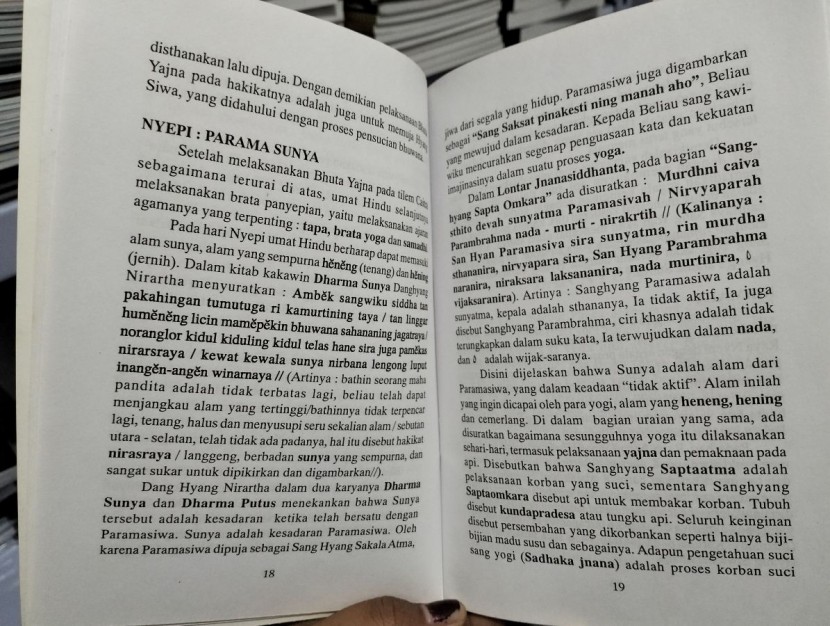 disthanakan lalu dipuja. Dengan demikian pelaksanaan Bhuta
Yajna pada hakikatnya adalah juga untuk memuja Hyang
Siwa, yang didahului dengan proses pensucian bhuwana.
NYEPI : PARAMA SUNYA
Setelah melaksanakan Bhuta Yajna pada tilem Caitra
sebagaimana terurai di atas, umat Hindu selanjutnya
melaksanakan brata panyepian, yaitu melaksanakan ajaran
agamanya yang terpenting : tapa, brata yoga dan samadhi
Pada hari Nyepi umat Hindu berharap dapat memasuki
alam sunya, alam yang sempurna hĕnĕng (tenang) dan hĕning
(jernih). Dalam kitab kakawin Dharma Sunya Danghyang
Nirartha menyuratkan : Ambĕk sangwiku siddha tan
pakahingan tumutuga ri kamurtining taya / tan linggar
humĕnĕng licin mamĕpĕkin bhuwana sahananing jagatraya /
noranglor kidul kiduling kidul telas hane sira juga pamĕkas
nirarsraya / kewat kewala sunya nirbana lengong luput
inangĕn-angĕn winarnaya // (Artinya : bathin seorang maha
pandita adalah tidak terbatas lagi, beliau telah dapat
menjangkau alam yang tertinggi/bathinnya tidak terpencar
lagi, tenang, halus dan menyusupi seru sekalian alam / sebutan
utara - selatan, telah tidak ada padanya, hal itu disebut hakikat
nirasraya / langgeng, berbadan sunya yang sempurna, dan
sangat sukar untuk dipikirkan dan digambarkan//).
Dang Hyang Nirartha dalam dua karyanya Dharma
Sunya dan Dharma Putus menekankan bahwa Sunya
tersebut adalah kesadaran ketika telah bersatu dengan
Paramasiwa. Sunya adalah kesadaran Paramasiwa. Oleh
karena Paramasiwa dipuja sebagai Sang Hyang Sakala Atma,
18
jiwa dari segala yang hidup. Paramasiwa juga digambarkan
sebagai “Sang Saksat pinakesti ning manah aho”, Beliau
yang mewujud dalam kesadaran. Kepada Beliau sang kawi-
wiku mencurahkan segenap penguasaan kata dan kekuatan
imajinasinya dalam suatu proses yoga.
Dalam Lontar Jnanasiddhanta, pada bagian “Sang-
hyang Sapta Omkara” ada disuratkan : Murdhni caiva
sthito devah sunyatma Paramasivah / Nirvyaparah
Parambrahma nada - murti - nirakrtih // (Kalinanya :
San Hyan Paramasiva sira sunyatma, rin murdha
sthananira, nirvyapara sira, San Hyang Parambrahma
naranira, niraksara laksananira, nada murtinira, ꣽ
vijaksaranira). Artinya : Sanghyang Paramasiwa adalah
sunyatma, kepala adalah sthananya, Ia tidak aktif, Ia juga
disebut Sanghyang Parambrahma, ciri khasnya adalah tidak
terungkapkan dalam suku kata, Ia terwujudkan dalam nada,
dan adalah wijak-saranya.
Disini dijelaskan bahwa Sunya adalah alam dari
Paramasiwa, yang dalam keadaan “tidak aktif”. Alam inilah
yang ingin dicapai oleh para yogi, alam yang heneng, hening
dan cemerlang. Di dalam bagian uraian yang sama, ada
disuratkan bagaimana sesungguhnya yoga itu dilaksanakan
sehari-hari, termasuk pelaksanaan yajna dan pemaknaan pada
api. Disebutkan bahwa Sanghyang Saptaatma adalah
pelaksanaan korban yang suci, sementara Sanghyang
Saptaomkara disebut api untuk membakar korban. Tubuh
disebut kundapradesa atau tungku api. Seluruh keinginan
disebut persembahan yang dikorbankan seperti halnya biji-
bijian madu susu dan sebagainya. Adapun pengetahuan suci
sang yogi (Sadhaka jnana) adalah proses korban suci
19